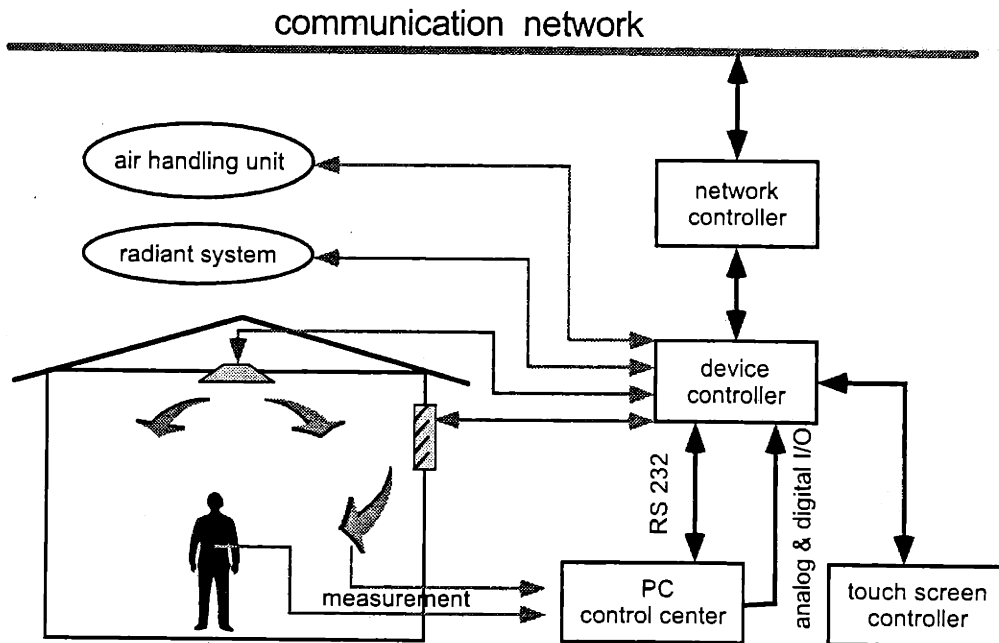 communication network
air handling unit
network
controller
radiant system
device
controller
RS 232
analog & digital I/O
measurement
PC
control center
touch screen
controller